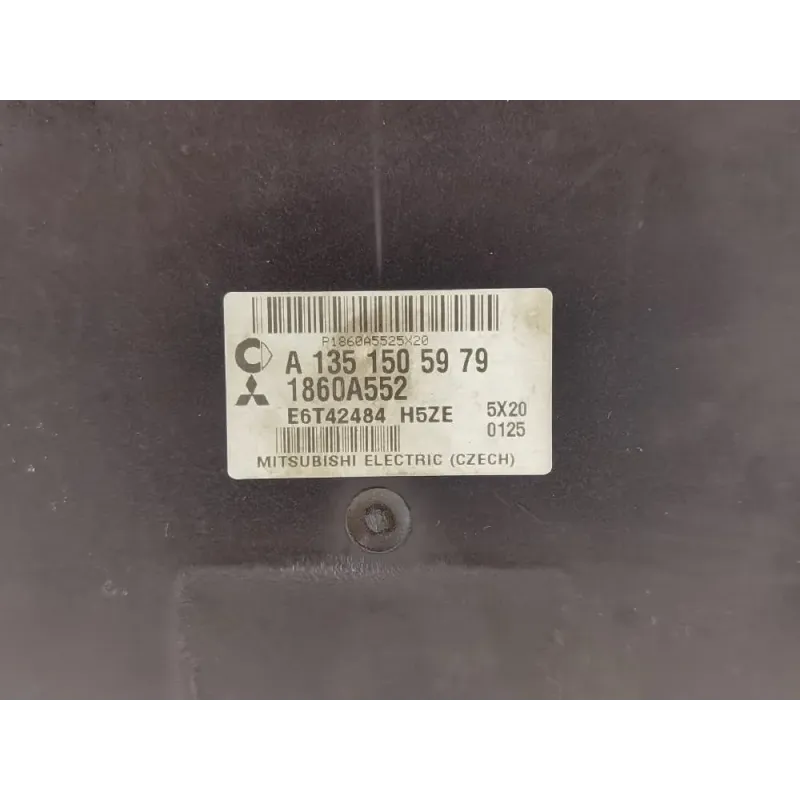 P1860A5525X20
A 135 150 59 79
1860A552
E6T42484 H5ZE
5X20
0125
MITSUBISHI ELECTRIC (CZECH)